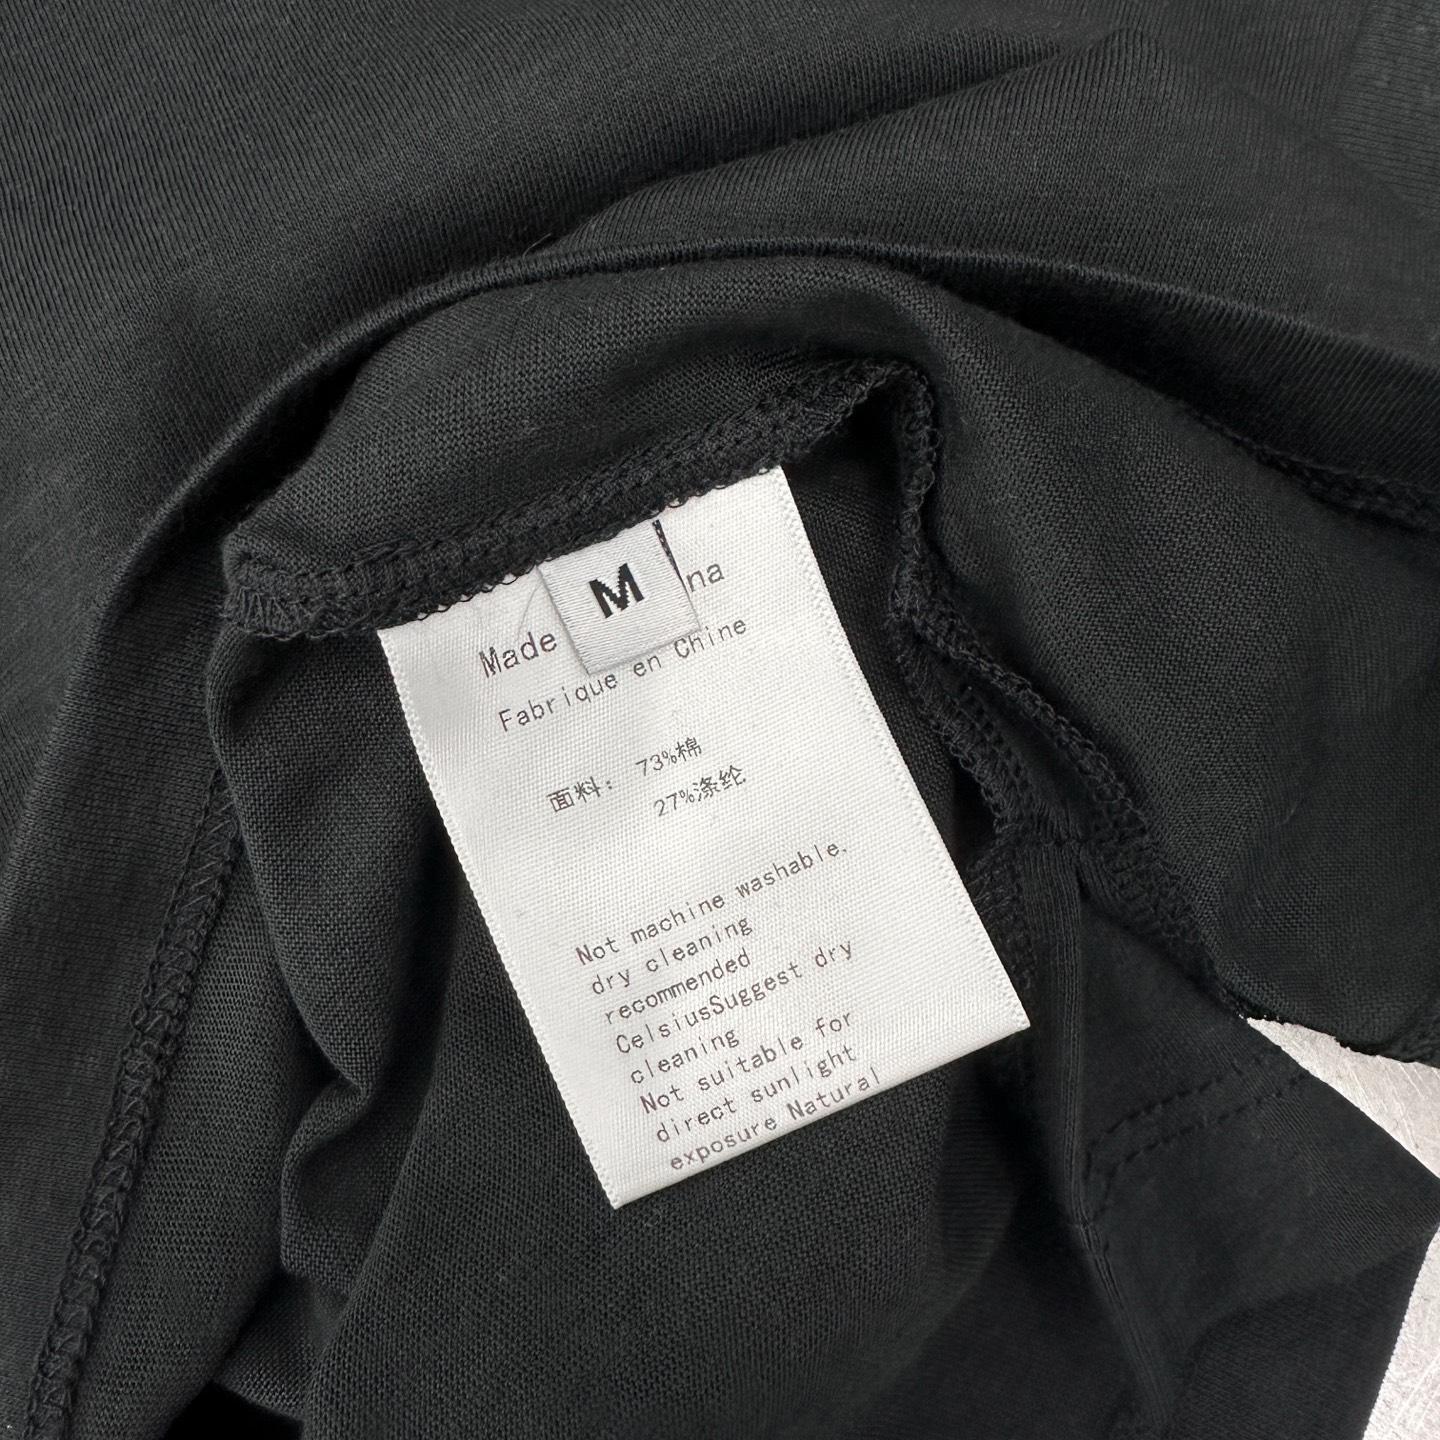 M
Made na
Fabrique en Chine
面料： 73%棉
27%涤纶
Not machine washable.
dry cleaning
recommended
CelsiusSuggest dry
cleaning
Not suitable for
direct sunlight
exposure Natural